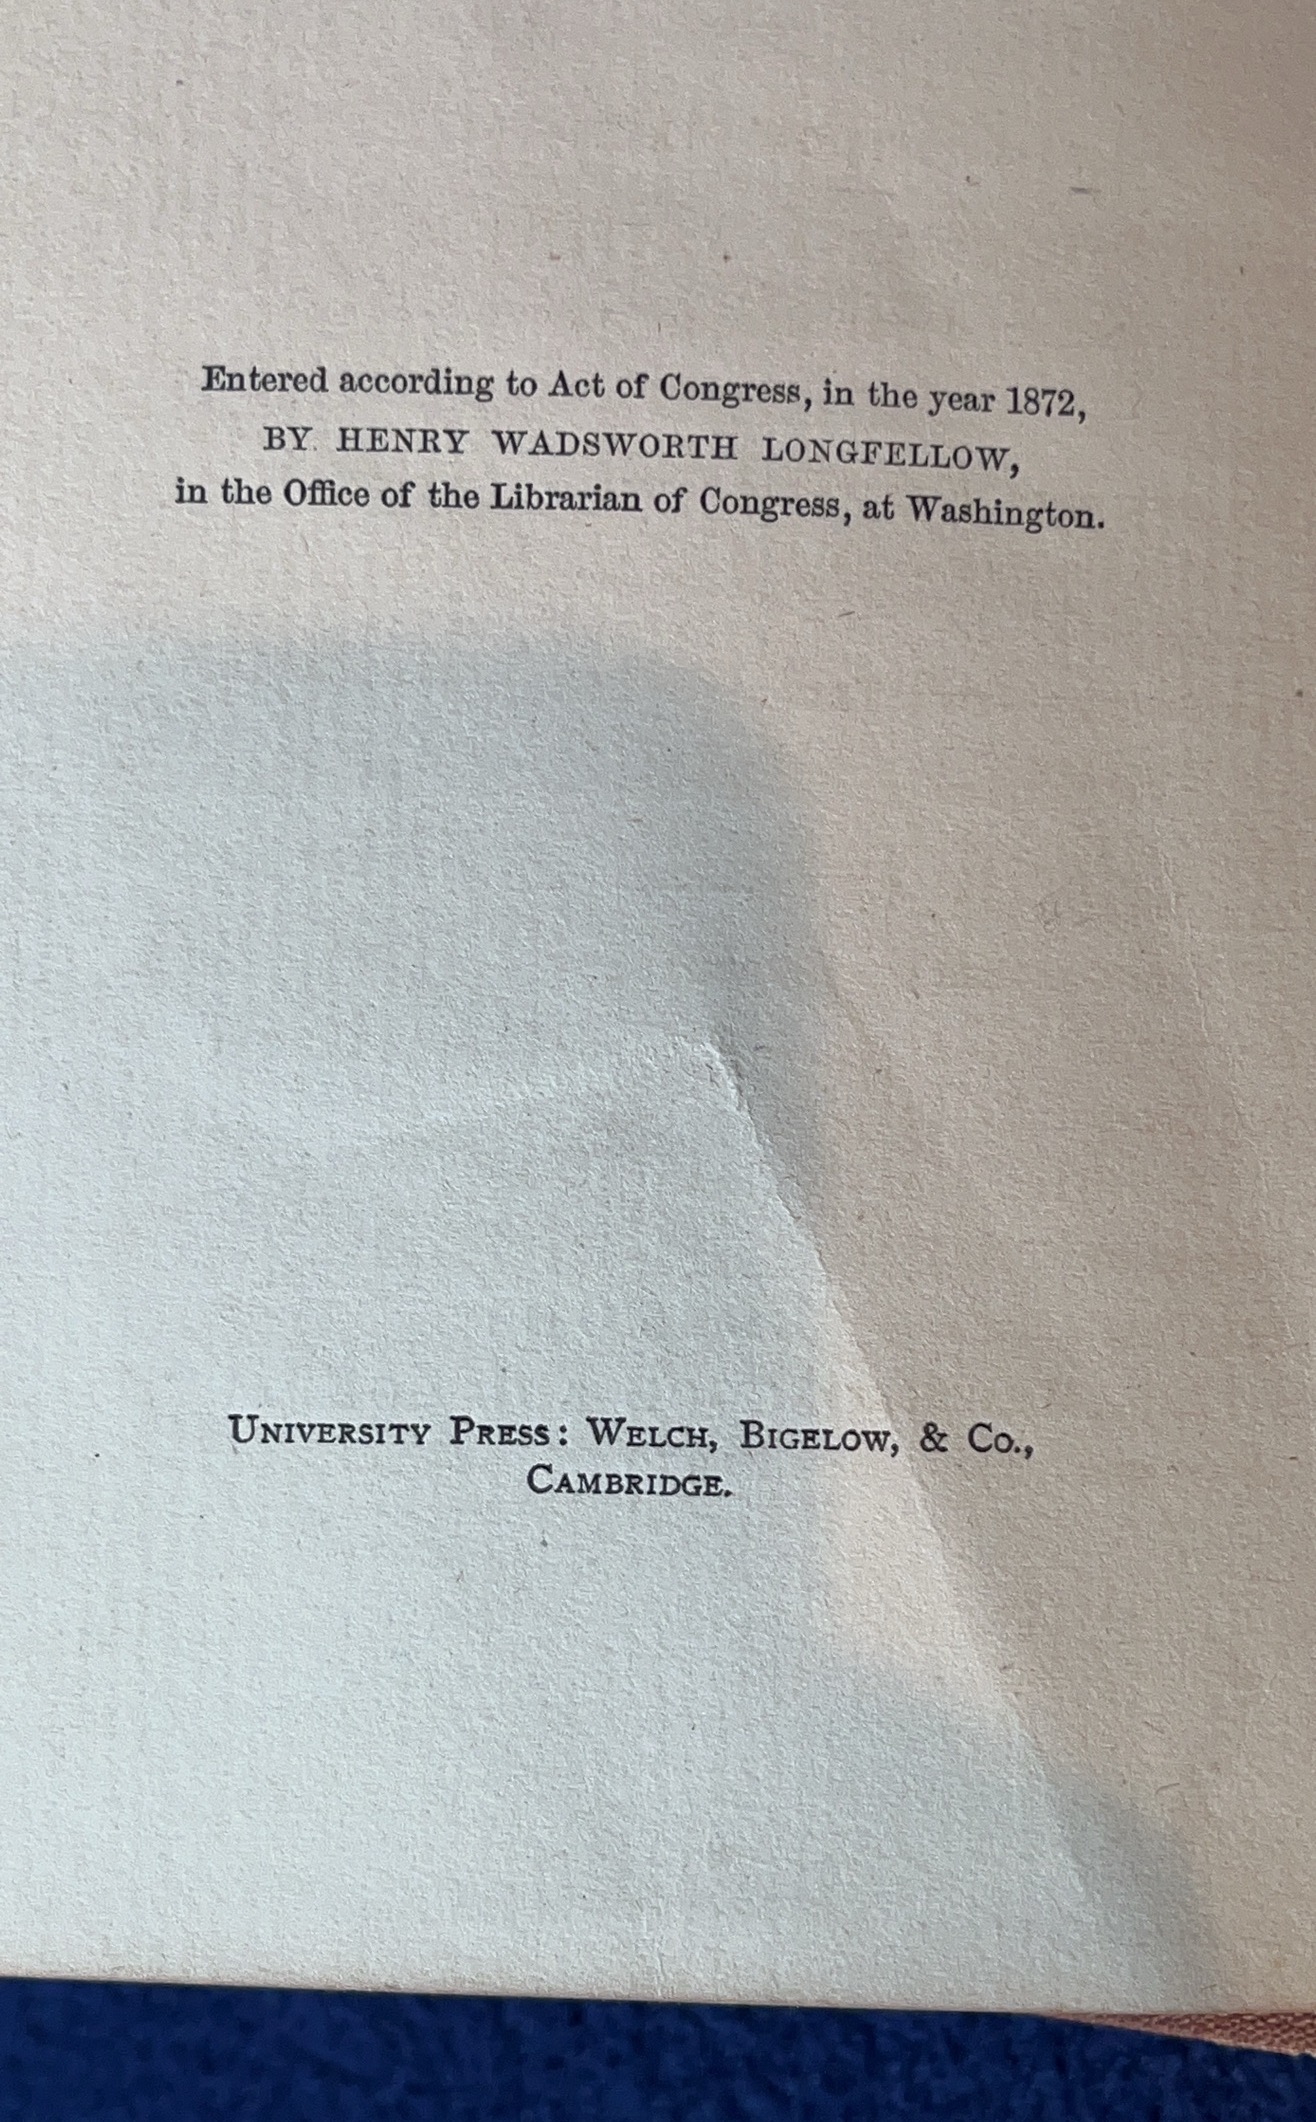 Entered according to Act of Congress, in the year 1872,
BY HENRY WADSWORTH LONGFELLOW,
in the Office of the Librarian of Congress, at Washington.
UNIVERSITY PRESS: WELCH, BIGELOW, & CO.,
CAMBRIDGE.